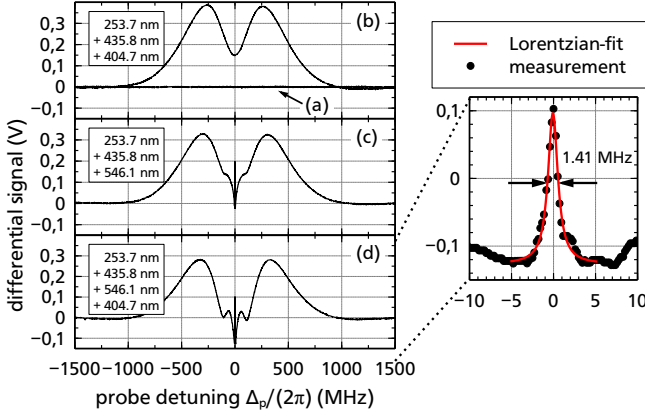 differential signal (V)
0,3
0,2
0,1
0
−0,1
253.7 nm
+ 435.8 nm
+ 404.7 nm
(b)
(a)
0,3
0,2
0,1
0
−0,1
253.7 nm
+ 435.8 nm
+ 546.1 nm
(c)
0,3
0,2
0,1
0
−0,1
253.7 nm
+ 435.8 nm
+ 546.1 nm
+ 404.7 nm
(d)
−1500 −1000 −500 0 500 1000 1500
probe detuning Δp/(2π) (MHz)
Lorentzian-fit
measurement
0,1
0
−0,1
1.41 MHz
−10 −5 0 5 10